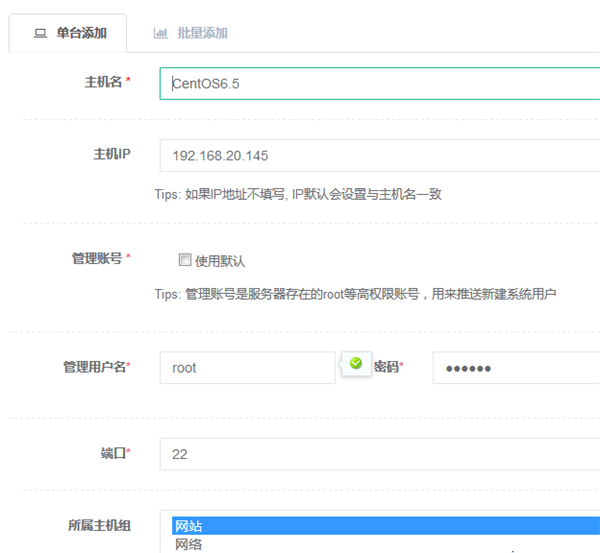 单台添加 批量添加
主机名 * CentOS6.5
主机IP 192.168.20.145
Tips: 如果IP地址不填写, IP默认会设置与主机名一致
管理账号 * 使用默认
Tips: 管理账号是服务器存在的root等高权限账号，用来推送新建系统用户
管理用户名* root 密码* ●●●●●●
端口* 22
所属主机组 网站
网络